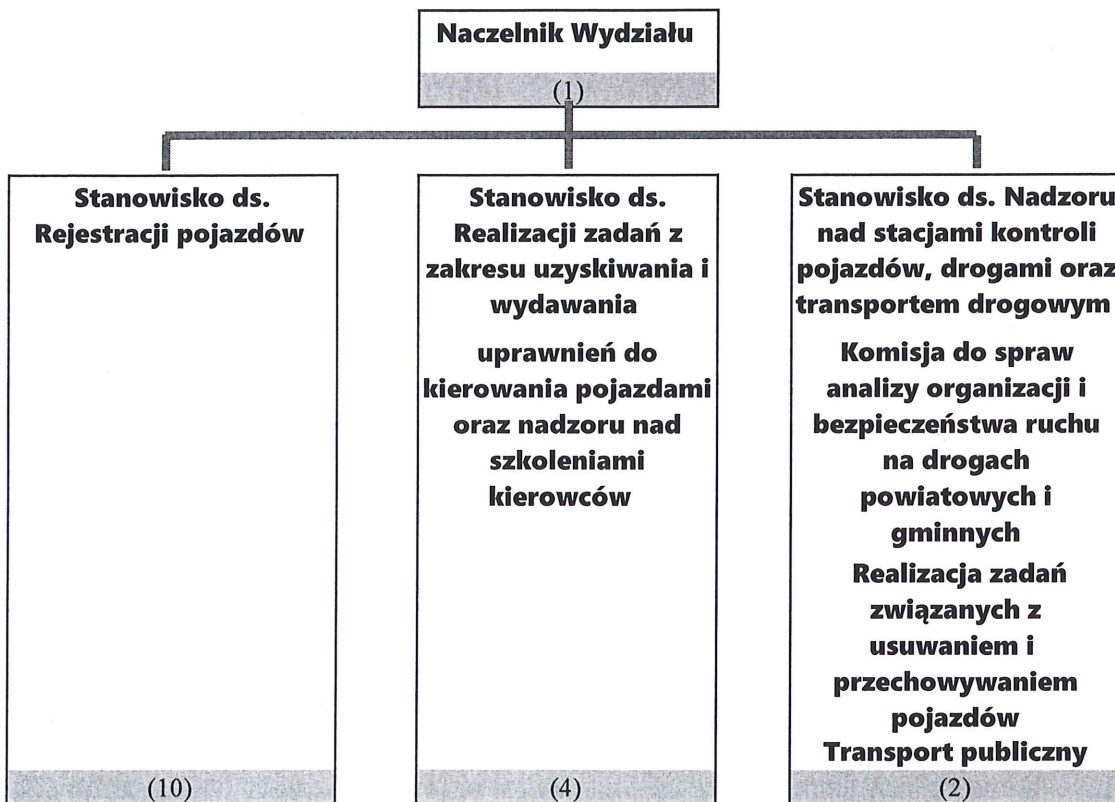 Naczelnik Wydziału
(1)
Stanowisko ds.
Rejestracji pojazdów
(10)
Stanowisko ds.
Realizacji zadań z
zakresu uzyskiwania i
wydawania
uprawnień do
kierowania pojazdami
oraz nadzoru nad
szkoleniami
kierowców
(4)
Stanowisko ds. Nadzoru
nad stacjami kontroli
pojazdów, drogami oraz
transportem drogowym
Komisja do spraw
analizy organizacji i
bezpieczeństwa ruchu
na drogach
powiatowych i
gminnych
Realizacja zadań
związanych z
usuwaniem i
przechowywaniem
pojazdów
Transport publiczny
(2)